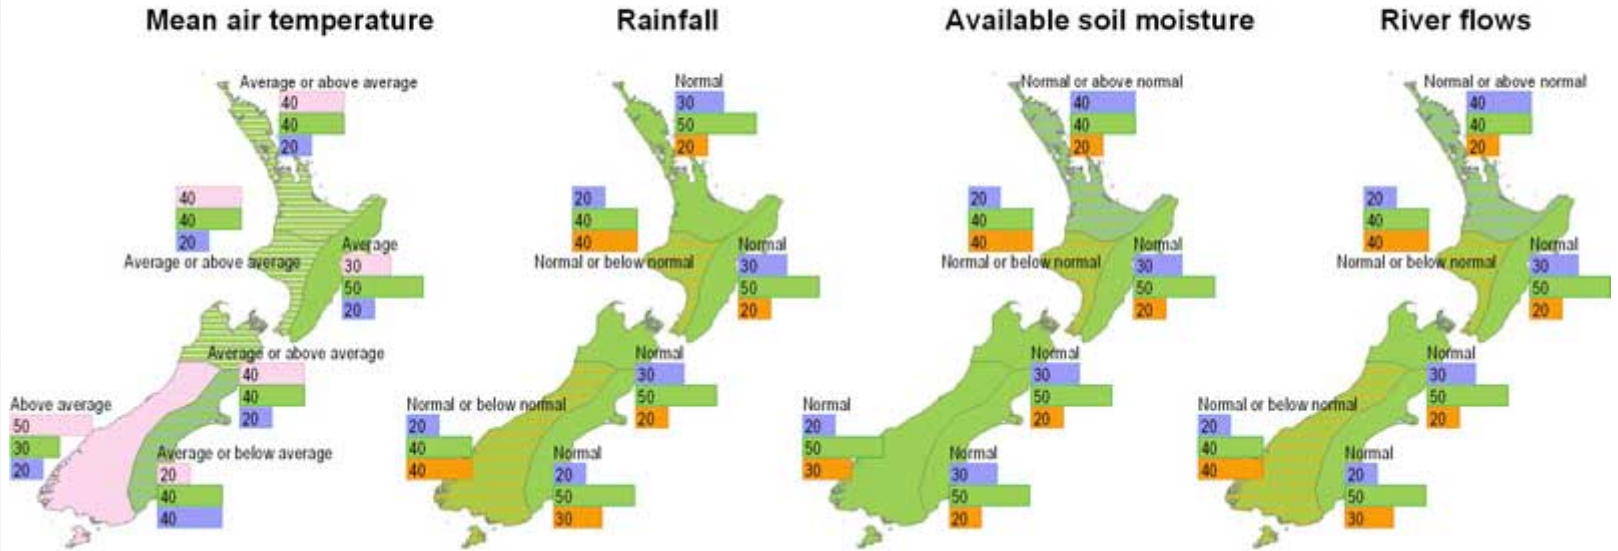 Mean air temperature
Average or above average
40
40
20
40
40
20
Average or above average
Average
30
50
20
Average or above average
40
40
20
Above average
50
30
20
Average or below average
20
40
40
Rainfall
Normal
30
50
20
20
40
40
Normal or below normal
Normal
30
50
20
Normal
30
50
20
Normal or below normal
20
40
40
Normal
20
50
30
Available soil moisture
Normal or above normal
40
40
20
20
40
40
Normal or below normal
Normal
30
50
20
Normal
30
50
20
Normal
20
50
30
Normal
30
50
20
River flows
Normal or above normal
40
40
20
20
40
40
Normal or below normal
Normal
30
50
20
Normal
30
50
20
Normal or below normal
20
40
40
Normal
20
50
30